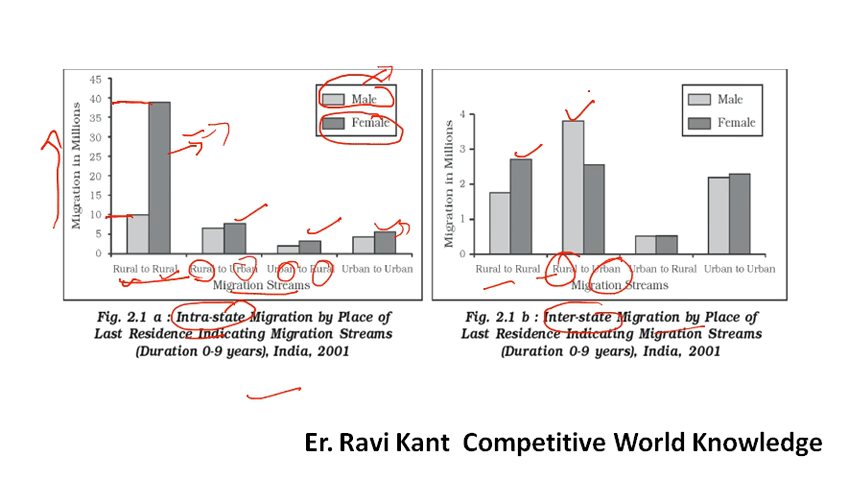 45
40
35
30
25
20
15
10
5
0
Migration in Millions
Male
Female
Rural to Rural
Rural to Urban
Urban to Rural
Urban to Urban
Migration Streams
Fig. 2.1 a : Intra-state Migration by Place of
Last Residence Indicating Migration Streams
(Duration 0-9 years), India, 2001
4
3
2
1
0
Migration in Millions
Male
Female
Rural to Rural
Rural to Urban
Urban to Rural
Urban to Urban
Migration Streams
Fig. 2.1 b : Inter-state Migration by Place of
Last Residence Indicating Migration Streams
(Duration 0-9 years), India, 2001
Er. Ravi Kant Competitive World Knowledge